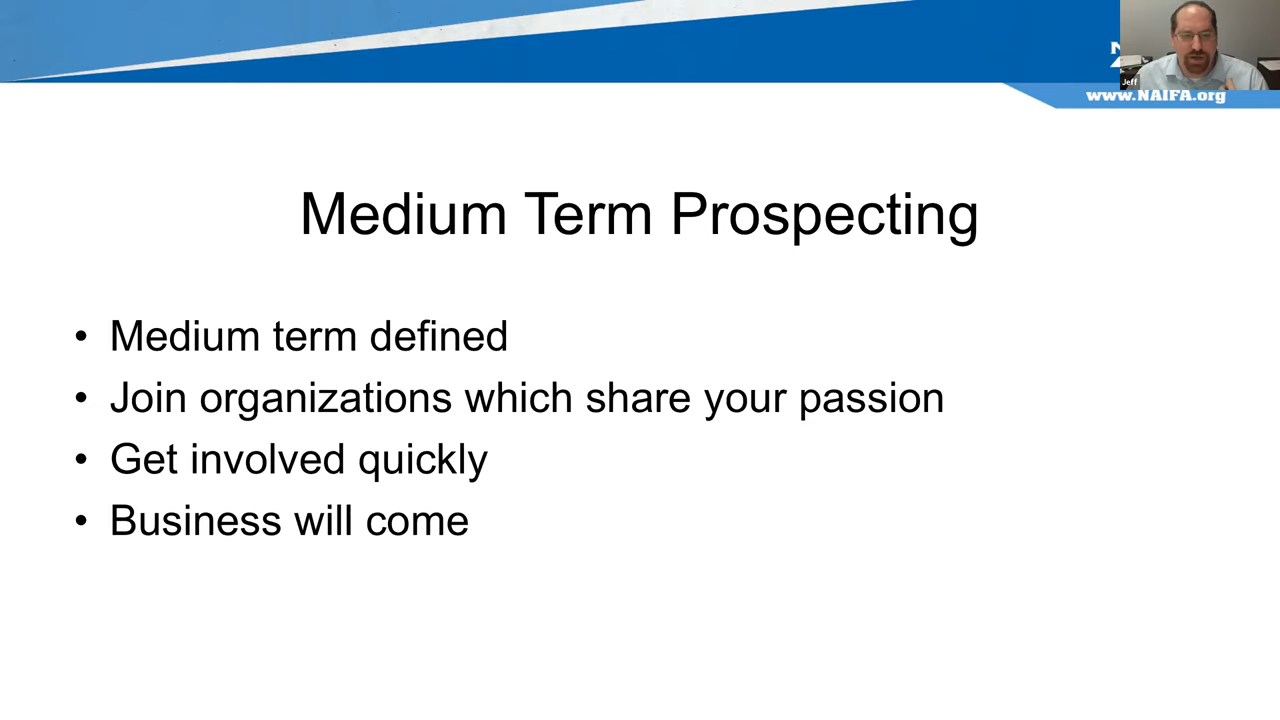 Jeff
www.NAIFA.org
Medium Term Prospecting
• Medium term defined
• Join organizations which share your passion
• Get involved quickly
• Business will come